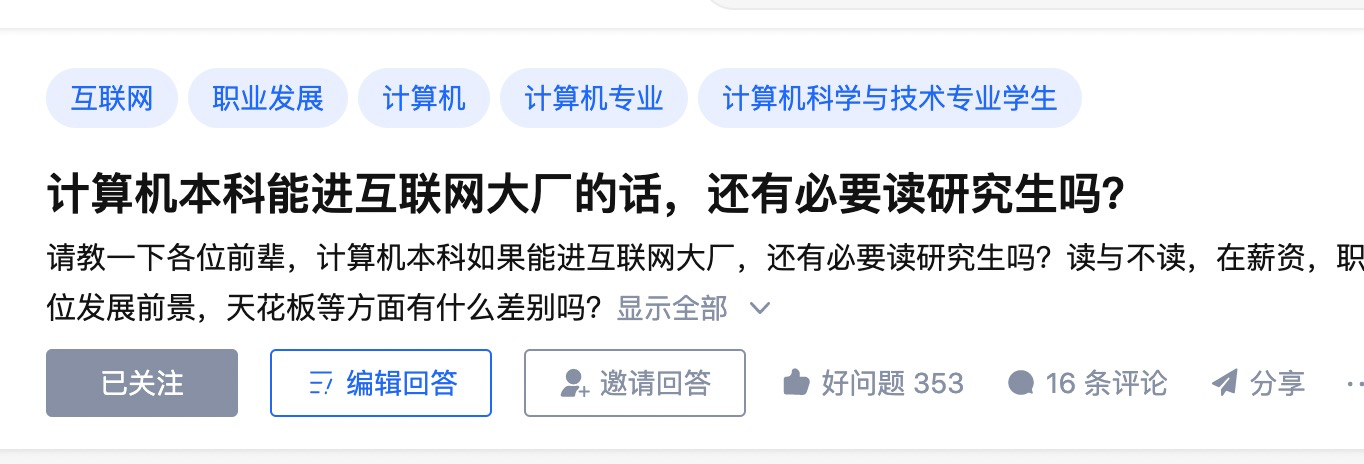 互联网 职业发展 计算机 计算机专业 计算机科学与技术专业学生
计算机本科能进互联网大厂的话，还有必要读研究生吗？
请教一下各位前辈，计算机本科如果能进互联网大厂，还有必要读研究生吗？读与不读，在薪资，职
位发展前景，天花板等方面有什么差别吗？ 显示全部
已关注 编辑回答 邀请回答 好问题 353 16 条评论 分享